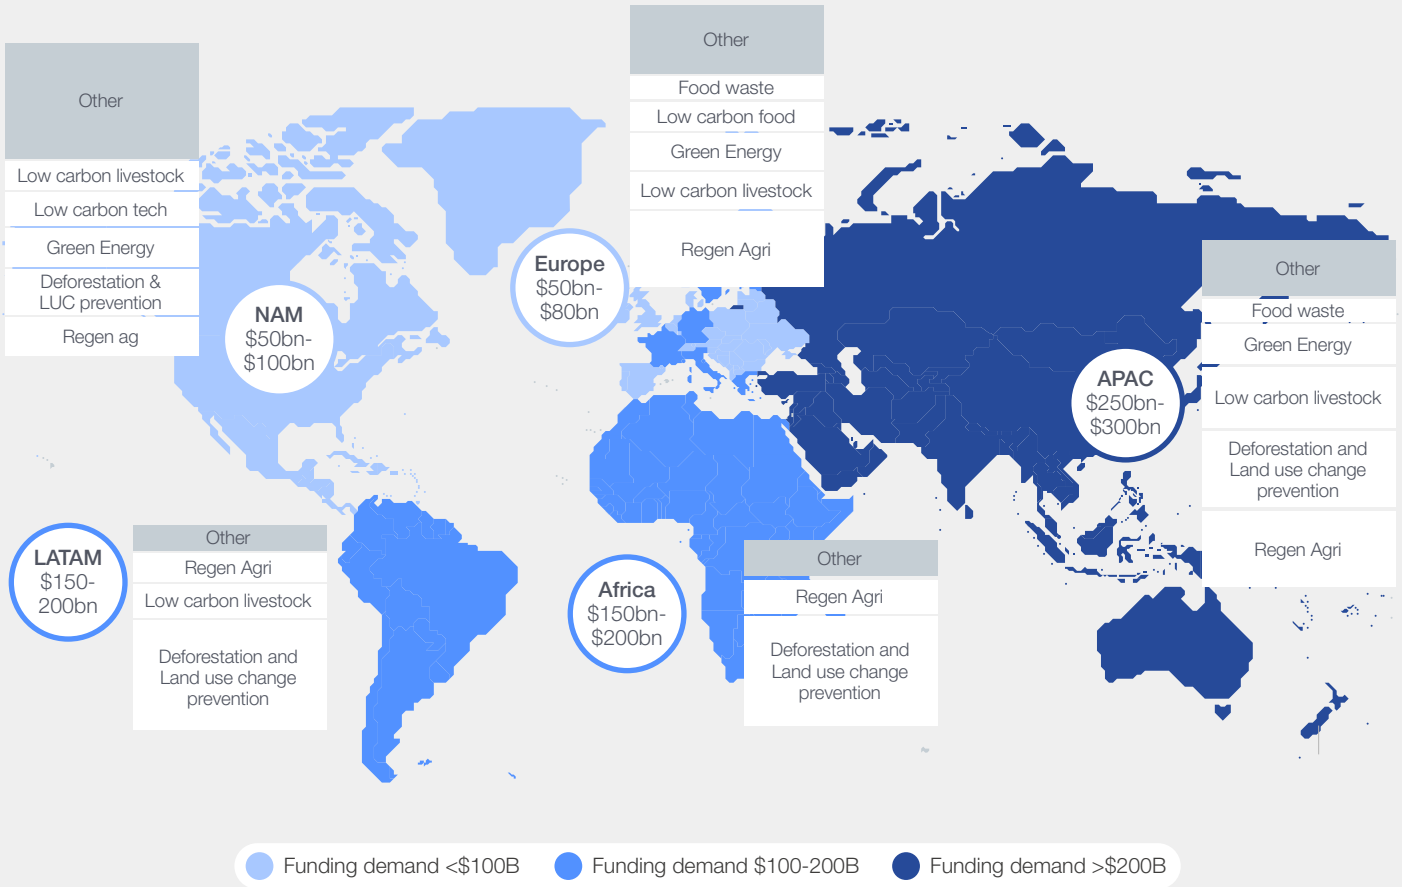 Other
Low carbon livestock
Low carbon tech
Green Energy
Deforestation &
LUC prevention
Regen ag
NAM
$50bn-
$100bn
Other
Food waste
Low carbon food
Green Energy
Low carbon livestock
Regen Agri
Europe
$50bn-
$80bn
Other
Food waste
Green Energy
Low carbon livestock
Deforestation and
Land use change
prevention
Regen Agri
APAC
$250bn-
$300bn
LATAM
$150-
200bn
Other
Regen Agri
Low carbon livestock
Deforestation and
Land use change
prevention
Africa
$150bn-
$200bn
Other
Regen Agri
Deforestation and
Land use change
prevention
Funding demand <$100B
Funding demand $100-200B
Funding demand >$200B